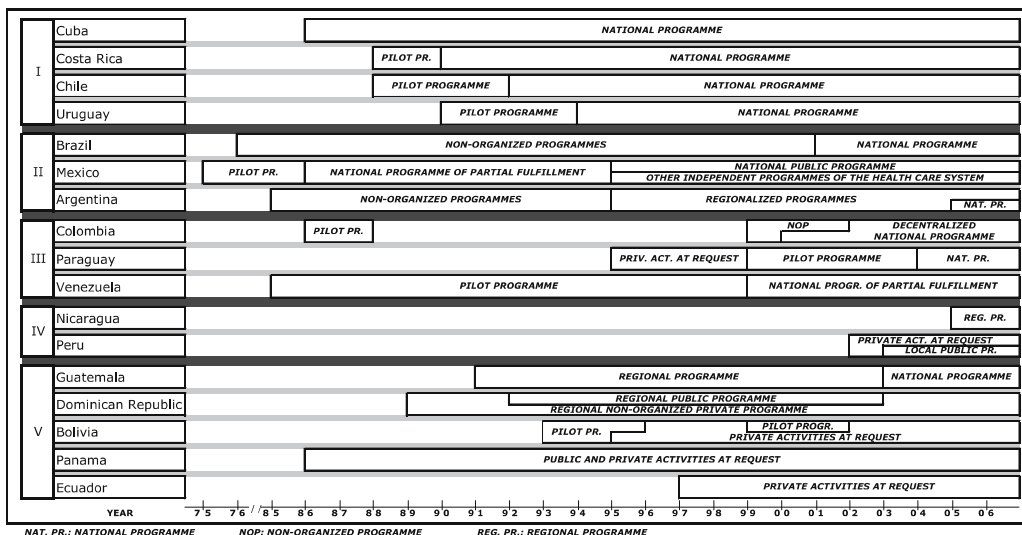 I
Cuba NATIONAL PROGRAMME
Costa Rica PILOT PR. NATIONAL PROGRAMME
Chile PILOT PROGRAMME NATIONAL PROGRAMME
Uruguay PILOT PROGRAMME NATIONAL PROGRAMME
II
Brazil NON-ORGANIZED PROGRAMMES NATIONAL PROGRAMME
Mexico PILOT PR. NATIONAL PROGRAMME OF PARTIAL FULFILLMENT NATIONAL PUBLIC PROGRAMME
OTHER INDEPENDENT PROGRAMMES OF THE HEALTH CARE SYSTEM
Argentina NON-ORGANIZED PROGRAMMES REGIONALIZED PROGRAMMES NAT. PR.
III
Colombia PILOT PR. NOP DECENTRALIZED
NATIONAL PROGRAMME
Paraguay PRIV. ACT. AT REQUEST PILOT PROGRAMME NAT. PR.
Venezuela PILOT PROGRAMME NATIONAL PROGR. OF PARTIAL FULFILLMENT
IV
Nicaragua REG. PR.
Peru PRIVATE ACT. AT REQUEST
LOCAL PUBLIC PR.
V
Guatemala REGIONAL PROGRAMME NATIONAL PROGRAMME
Dominican Republic REGIONAL PUBLIC PROGRAMME
REGIONAL NON-ORGANIZED PRIVATE PROGRAMME
Bolivia PILOT PR. PILOT PROGR.
PRIVATE ACTIVITIES AT REQUEST
Panama PUBLIC AND PRIVATE ACTIVITIES AT REQUEST
Ecuador PRIVATE ACTIVITIES AT REQUEST
YEAR 75 76 // 85 86 87 88 89 90 91 92 93 94 95 96 97 98 99 00 01 02 03 04 05 06
NAT. PR.: NATIONAL PROGRAMME NOP: NON-ORGANIZED PROGRAMME REG. PR.: REGIONAL PROGRAMME